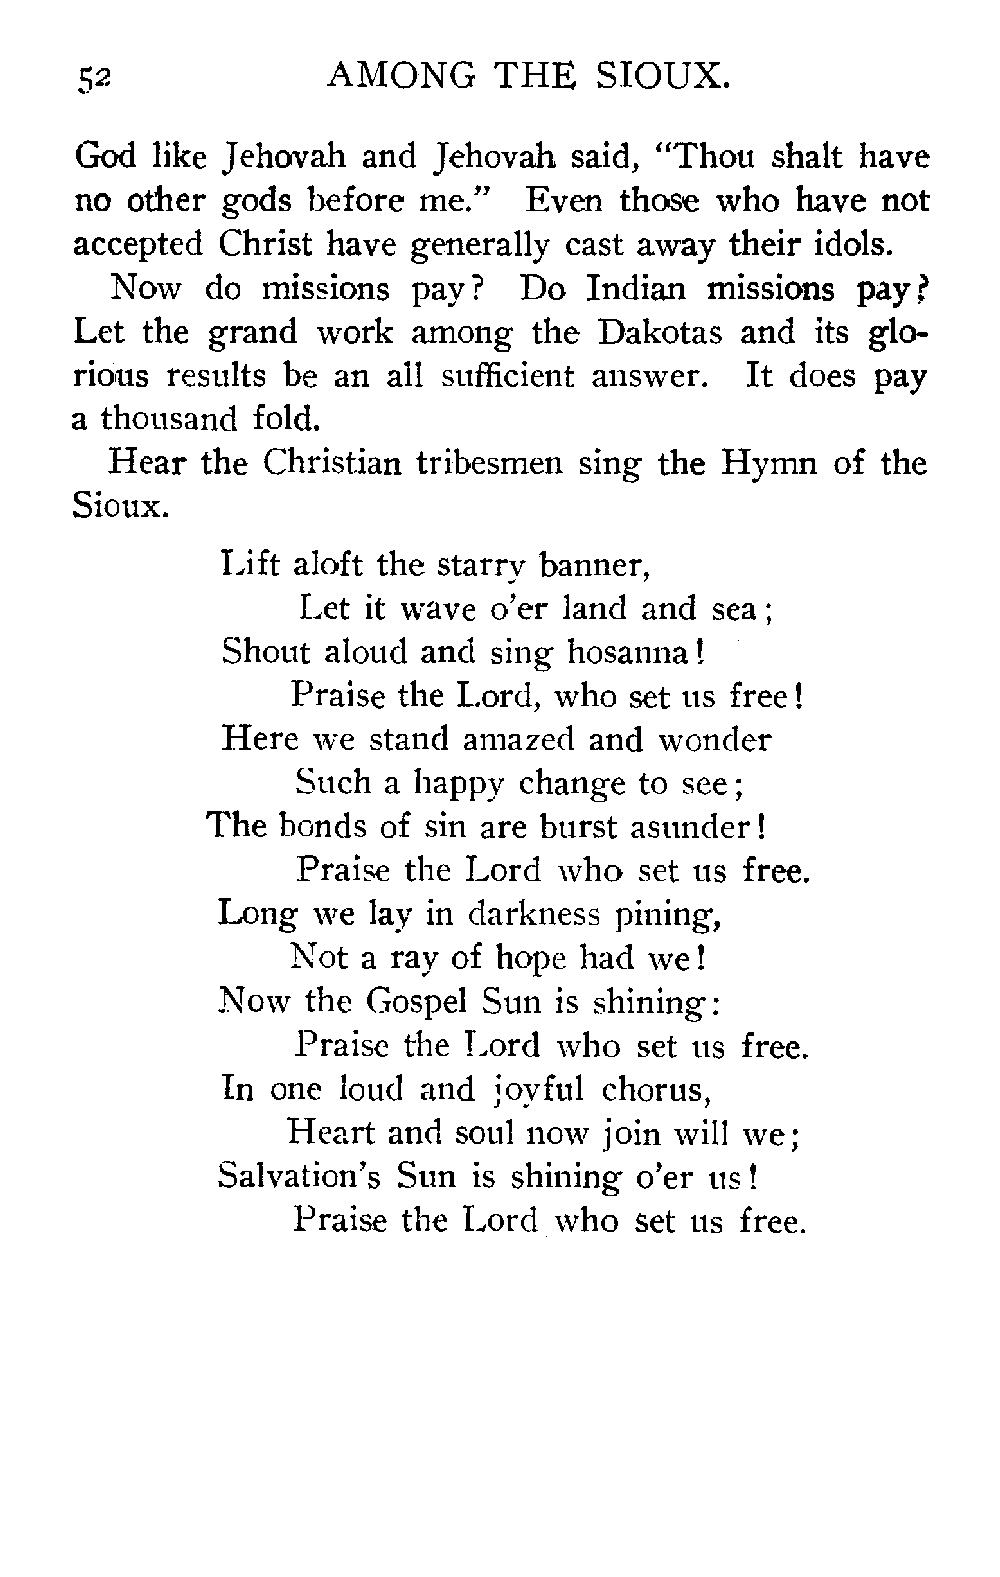 52 AMONG THE SIOUX.
God like Jehovah and Jehovah said, "Thou shalt have
no other gods before me." Even those who have not
accepted Christ have generally cast away their idols.
Now do missions pay? Do Indian missions pay?
Let the grand work among the Dakotas and its glo-
rious results be an all sufficient answer. It does pay
a thousand fold.
Hear the Christian tribesmen sing the Hymn of the
Sioux.
Lift aloft the starry banner,
Let it wave o'er land and sea;
Shout aloud and sing hosanna!
Praise the Lord, who set us free!
Here we stand amazed and wonder
Such a happy change to see;
The bonds of sin are burst asunder!
Praise the Lord who set us free.
Long we lay in darkness pining,
Not a ray of hope had we!
Now the Gospel Sun is shining:
Praise the Lord who set us free.
In one loud and joyful chorus,
Heart and soul now join will we;
Salvation's Sun is shining o'er us!
Praise the Lord who set us free.